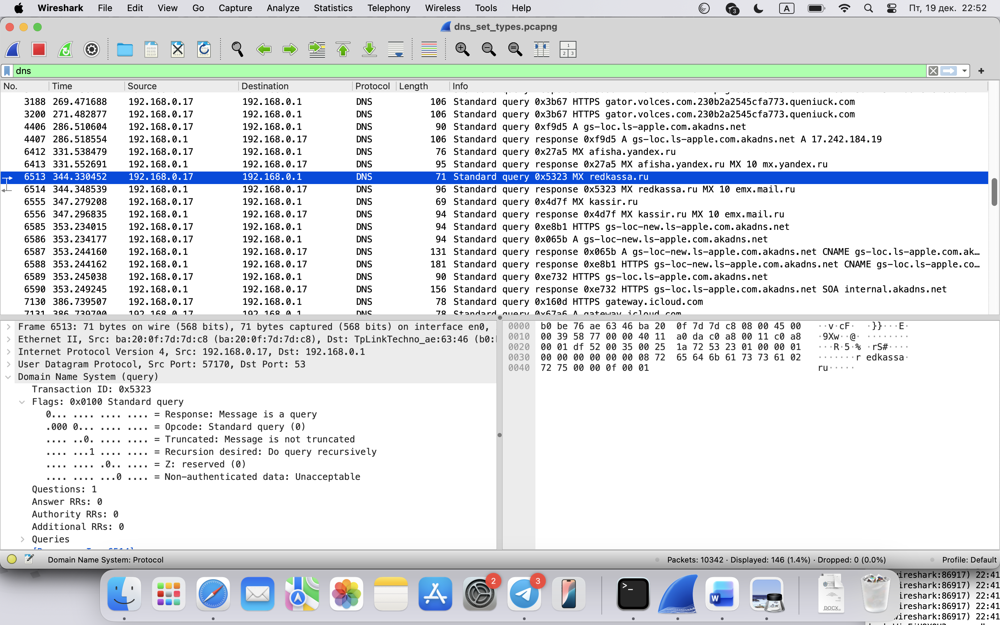 Wireshark File Edit View Go Capture Analyze Statistics Telephony Wireless Tools Help 3 A Пт, 19 дек. 22:52
dns_set_types.pcapng
dns
No. Time Source Destination Protocol Length Info
3188 269.471688 192.168.0.17 192.168.0.1 DNS 106 Standard query 0x3b67 HTTPS gator.volces.com.230b2a2545cfa773.queniuck.com
3200 271.482877 192.168.0.17 192.168.0.1 DNS 106 Standard query 0x3b67 HTTPS gator.volces.com.230b2a2545cfa773.queniuck.com
4406 286.510604 192.168.0.17 192.168.0.1 DNS 90 Standard query 0xf9d5 A gs-loc.ls-apple.com.akadns.net
4407 286.518554 192.168.0.1 192.168.0.17 DNS 106 Standard query response 0xf9d5 A gs-loc.ls-apple.com.akadns.net A 17.242.184.19
6412 331.538479 192.168.0.17 192.168.0.1 DNS 76 Standard query 0x27a5 MX afisha.yandex.ru
6413 331.552691 192.168.0.1 192.168.0.17 DNS 95 Standard query response 0x27a5 MX afisha.yandex.ru MX 10 mx.yandex.ru
6513 344.330452 192.168.0.17 192.168.0.1 DNS 71 Standard query 0x5323 MX redkassa.ru
6514 344.348539 192.168.0.1 192.168.0.17 DNS 96 Standard query response 0x5323 MX redkassa.ru MX 10 emx.mail.ru
6555 347.279208 192.168.0.17 192.168.0.1 DNS 69 Standard query 0x4d7f MX kassir.ru
6556 347.296835 192.168.0.1 192.168.0.17 DNS 94 Standard query response 0x4d7f MX kassir.ru MX 10 emx.mail.ru
6585 353.234015 192.168.0.17 192.168.0.1 DNS 94 Standard query 0xe8b1 HTTPS gs-loc-new.ls-apple.com.akadns.net
6586 353.234177 192.168.0.17 192.168.0.1 DNS 94 Standard query 0x065b A gs-loc-new.ls-apple.com.akadns.net
6587 353.244160 192.168.0.1 192.168.0.17 DNS 131 Standard query response 0x065b A gs-loc-new.ls-apple.com.akadns.net CNAME gs-loc.ls-apple.com.ak…
6588 353.244162 192.168.0.1 192.168.0.17 DNS 181 Standard query response 0xe8b1 HTTPS gs-loc-new.ls-apple.com.akadns.net CNAME gs-loc.ls-apple.co…
6589 353.245038 192.168.0.17 192.168.0.1 DNS 90 Standard query 0xe732 HTTPS gs-loc.ls-apple.com.akadns.net
6590 353.249245 192.168.0.1 192.168.0.17 DNS 156 Standard query response 0xe732 HTTPS gs-loc.ls-apple.com.akadns.net SOA internal.akadns.net
7130 386.739507 192.168.0.17 192.168.0.1 DNS 78 Standard query 0x160d HTTPS gateway.icloud.com
7131 386.739700 192.168.0.17 192.168.0.1 DNS 78 Standard query 0x67a6 A gateway.icloud.com
Frame 6513: 71 bytes on wire (568 bits), 71 bytes captured (568 bits) on interface en0,
Ethernet II, Src: ba:20:0f:7d:7d:c8 (ba:20:0f:7d:7d:c8), Dst: TpLinkTechno_ae:63:46 (b0:
Internet Protocol Version 4, Src: 192.168.0.17, Dst: 192.168.0.1
User Datagram Protocol, Src Port: 57170, Dst Port: 53
Domain Name System (query)
Transaction ID: 0x5323
Flags: 0x0100 Standard query
0... .... .... .... = Response: Message is a query
.000 0... .... .... = Opcode: Standard query (0)
.... ..0. .... .... = Truncated: Message is not truncated
.... ...1 .... .... = Recursion desired: Do query recursively
.... .... .0.. .... = Z: reserved (0)
.... .... ...0 .... = Non-authenticated data: Unacceptable
Questions: 1
Answer RRs: 0
Authority RRs: 0
Additional RRs: 0
Queries
0000 b0 be 76 ae 63 46 ba 20 0f 7d 7d c8 08 00 45 00 ··v·cF· ·}}···E·
0010 00 39 58 77 00 00 40 11 a0 da c0 a8 00 11 c0 a8 ·9Xw··@· ········
0020 00 01 df 52 00 35 00 25 1a 72 53 23 01 00 00 01 ···R·5·% ·rS#····
0030 00 00 00 00 00 00 08 72 65 64 6b 61 73 73 61 02 ·······r edkassa·
0040 72 75 00 00 0f 00 01 ru·····
Domain Name System: Protocol Packets: 10342 · Displayed: 146 (1.4%) · Dropped: 0 (0.0%) Profile: Default
2 3
>_ W DOCX
ireshark:86917) 22:41
ireshark:86917) 22:41
ireshark:86917) 22:41
ireshark:86917) 22:41
ireshark:86917) 22:41